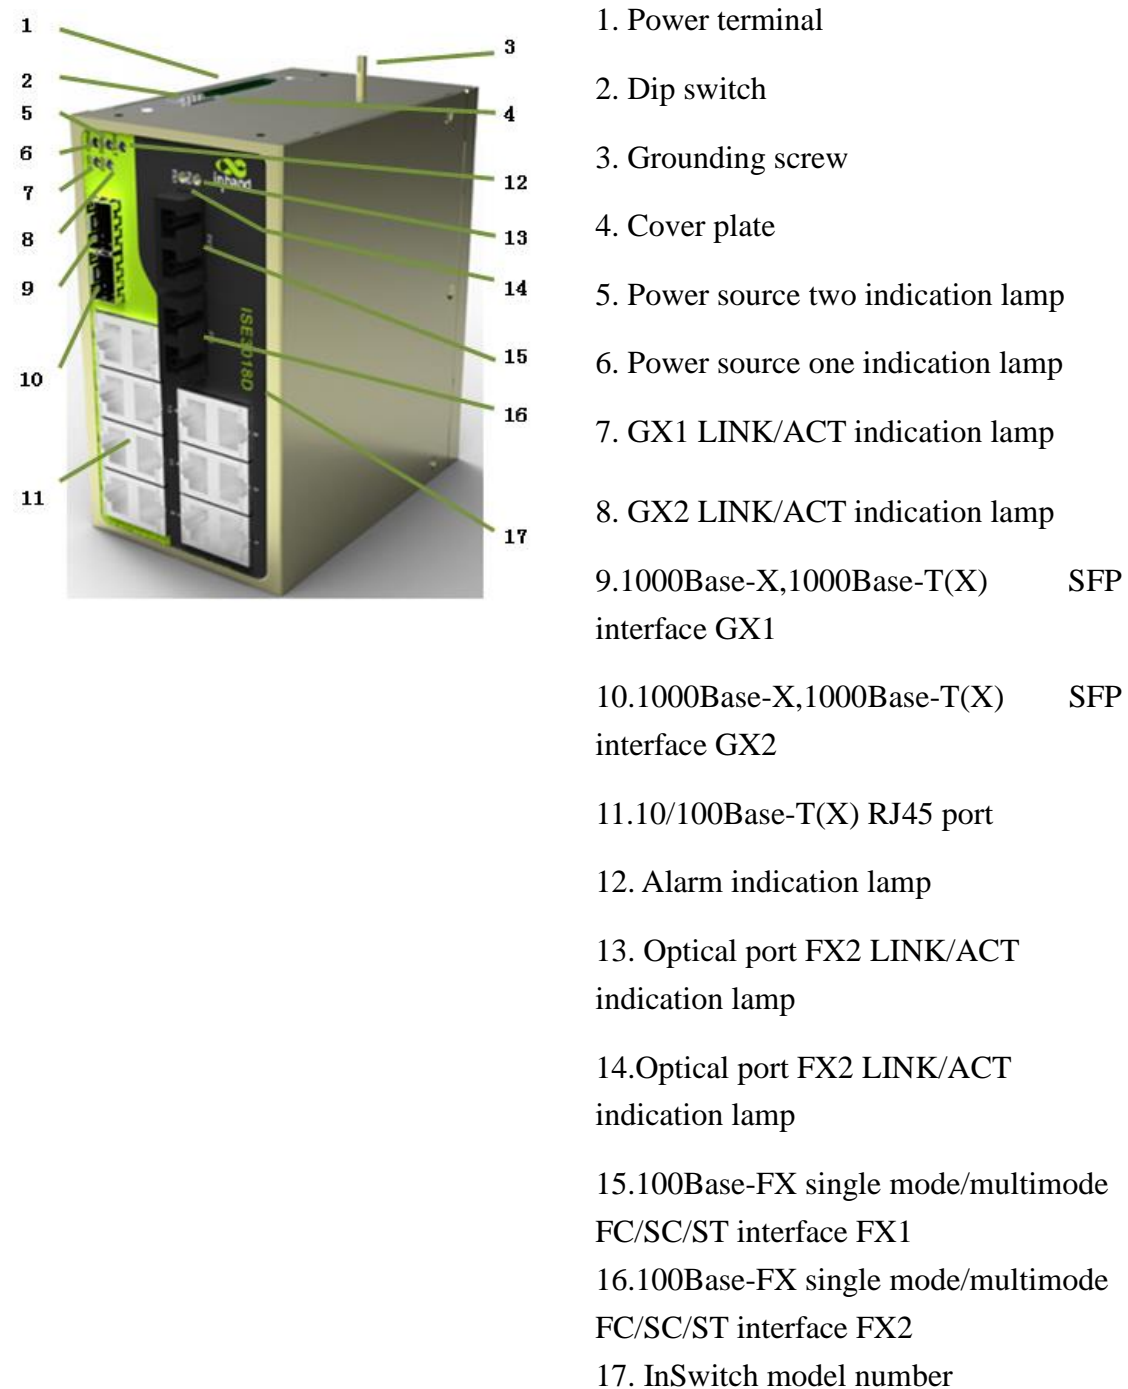 1
2
5
6
7
8
9
10
11
3
4
12
13
14
15
16
17
inhand
ISE3018D
1. Power terminal
2. Dip switch
3. Grounding screw
4. Cover plate
5. Power source two indication lamp
6. Power source one indication lamp
7. GX1 LINK/ACT indication lamp
8. GX2 LINK/ACT indication lamp
9.1000Base-X,1000Base-T(X) SFP
interface GX1
10.1000Base-X,1000Base-T(X) SFP
interface GX2
11.10/100Base-T(X) RJ45 port
12. Alarm indication lamp
13. Optical port FX2 LINK/ACT
indication lamp
14.Optical port FX2 LINK/ACT
indication lamp
15.100Base-FX single mode/multimode
FC/SC/ST interface FX1
16.100Base-FX single mode/multimode
FC/SC/ST interface FX2
17. InSwitch model number